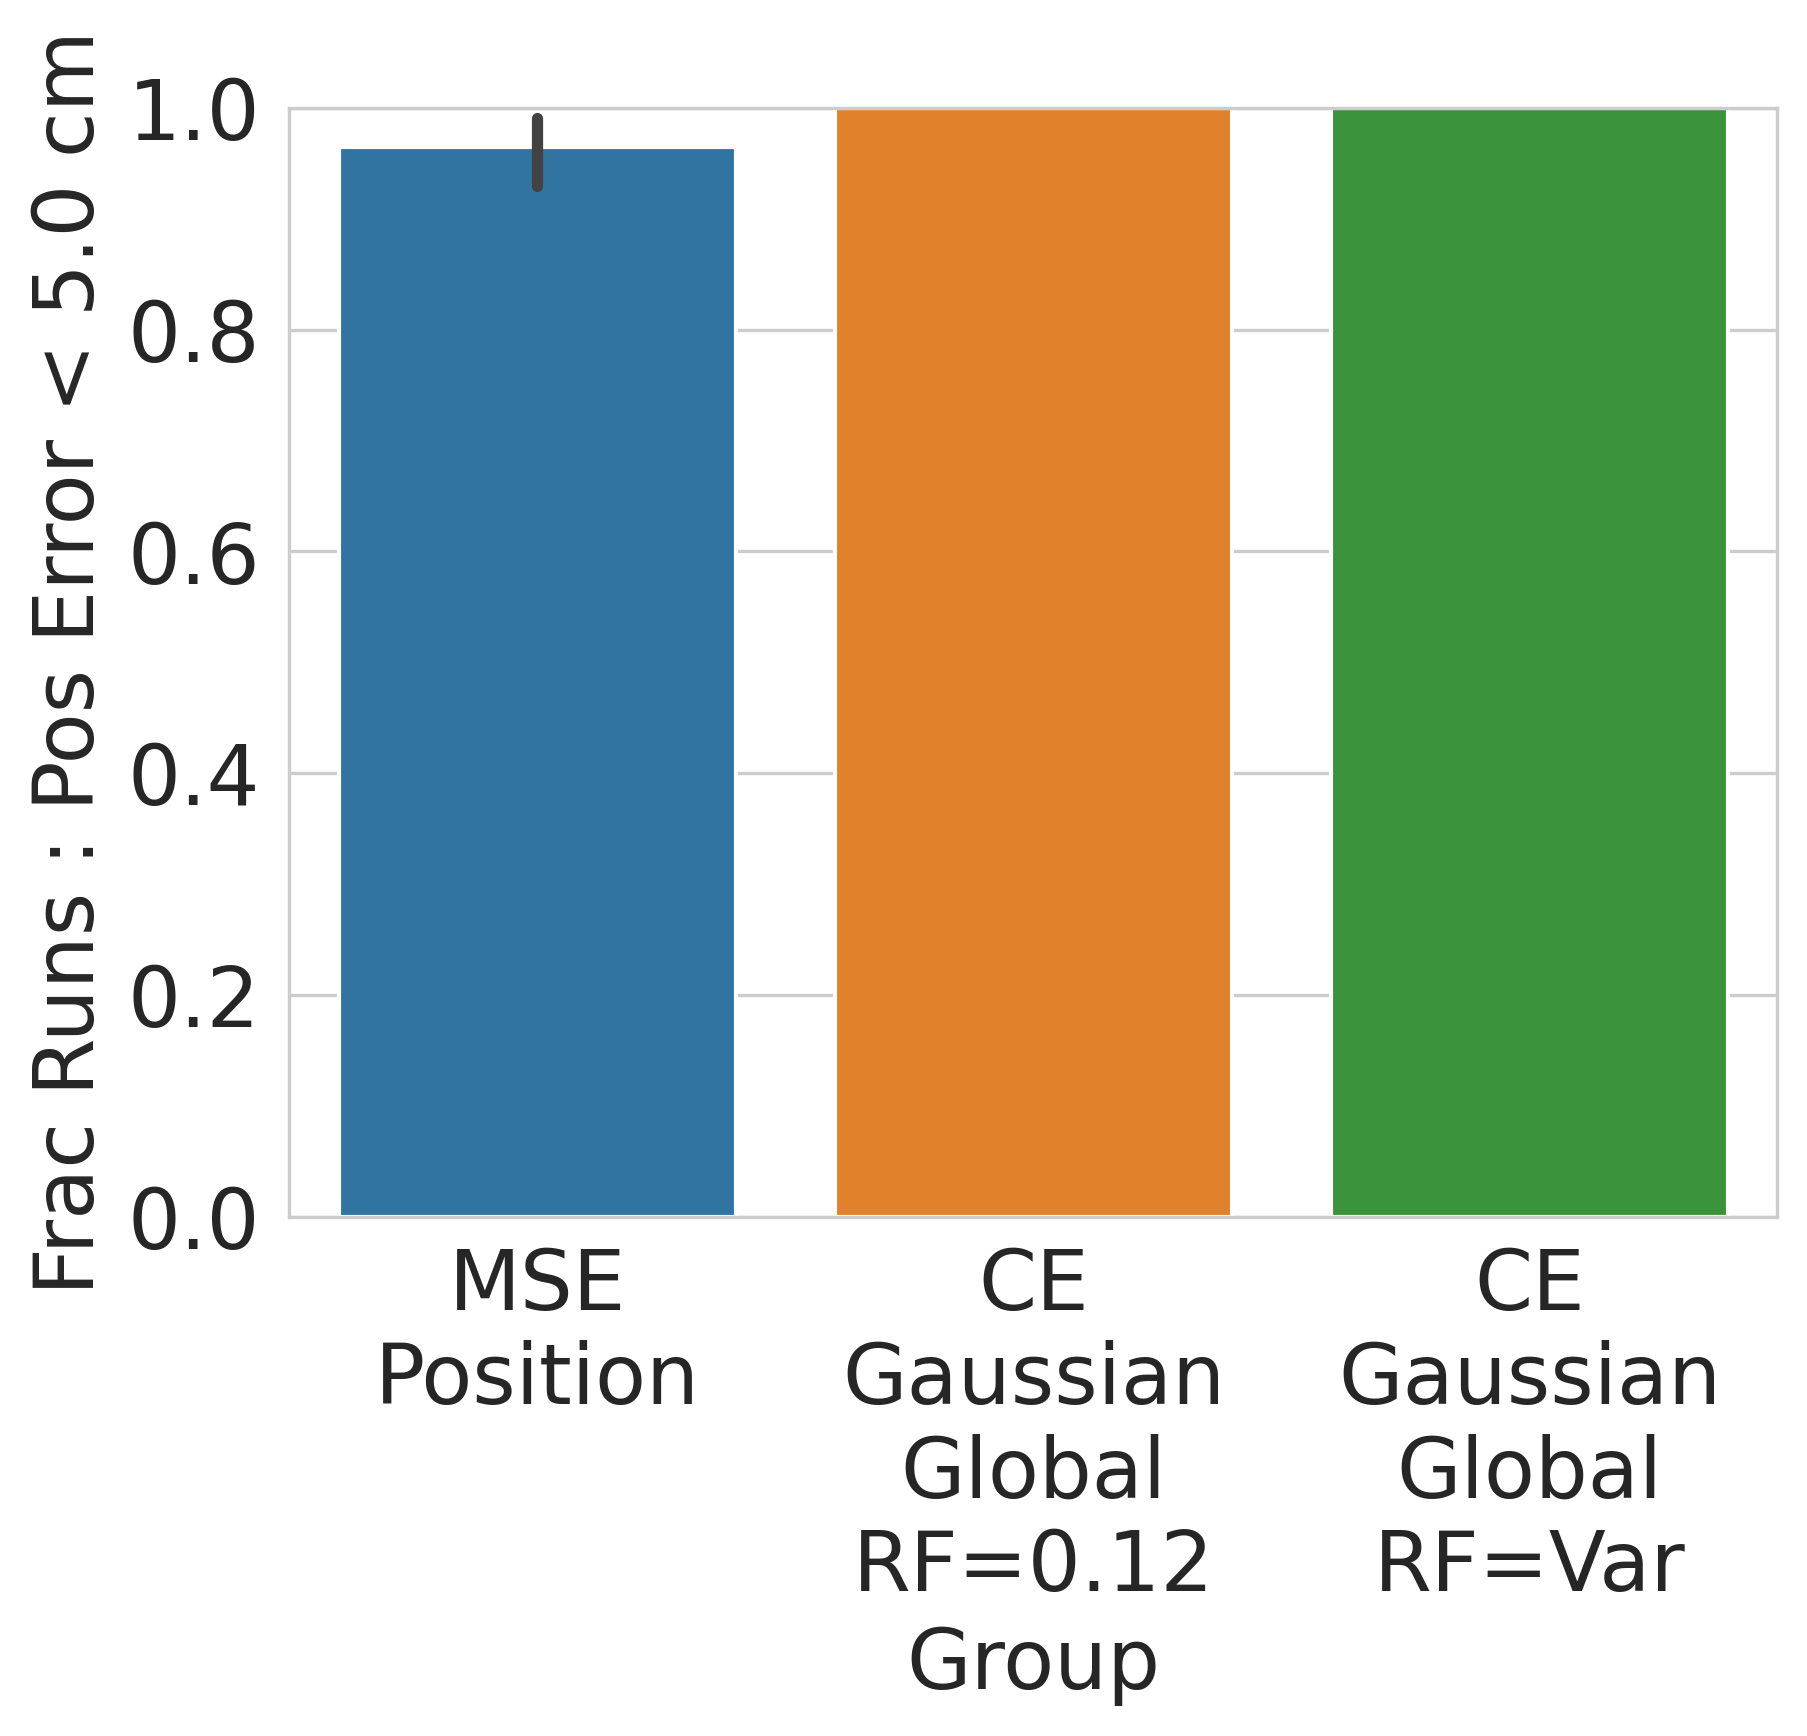 Frac Runs : Pos Error < 5.0 cm
1.0
0.8
0.6
0.4
0.2
0.0
MSE
Position
CE
Gaussian
Global
RF=0.12
CE
Gaussian
Global
RF=Var
Group